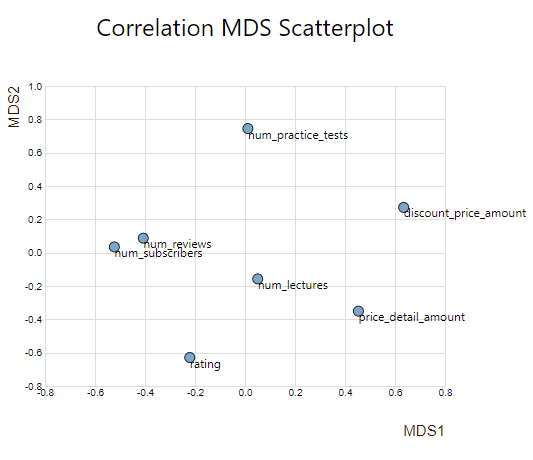 Correlation MDS Scatterplot
MDS2
1.0
0.8
0.6
0.4
0.2
0.0
-0.2
-0.4
-0.6
-0.8
num_practice_tests
discount_price_amount
num_reviews
num_subscribers
num_lectures
price_detail_amount
rating
-0.8 -0.6 -0.4 -0.2 0.0 0.2 0.4 0.6 0.8
MDS1